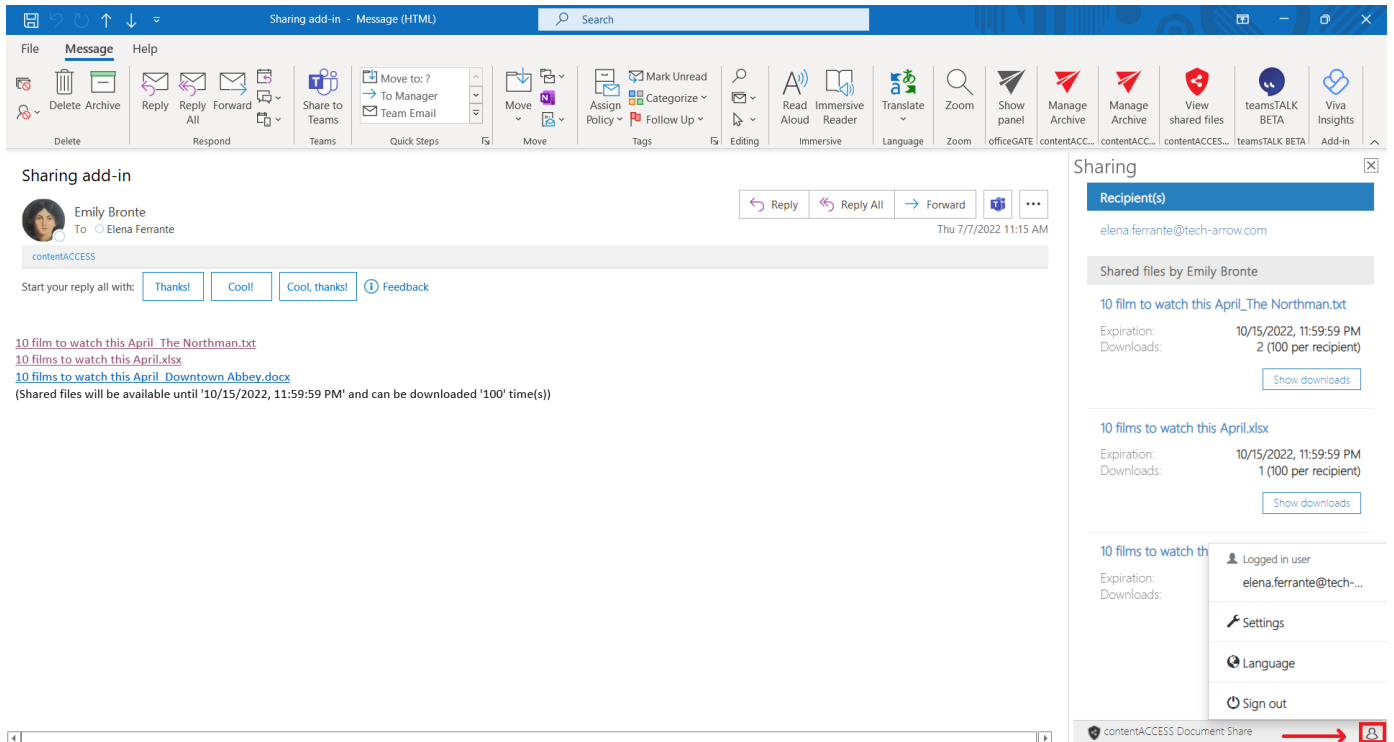 Sharing add-in - Message (HTML)
Search
File Message Help
Delete Archive
Reply Reply All Forward
Share to Teams
Move to: ?
To Manager
Team Email
Move
Assign Policy
Mark Unread
Categorize
Follow Up
Read Aloud
Immersive Reader
Translate
Zoom
Show panel
Manage Archive
Manage Archive
View shared files
teamsTALK BETA
Viva Insights
Delete Respond Teams Quick Steps Move Tags Editing Immersive Language Zoom officeGATE contentACC... contentACC... contentACCES... teamsTALK BETA Add-in
Sharing add-in
Emily Bronte
To Elena Ferrante
Reply Reply All Forward
Thu 7/7/2022 11:15 AM
contentACCESS
Start your reply all with: Thanks! Cool! Cool, thanks! Feedback
10 film to watch this April_The Northman.txt
10 films to watch this April.xlsx
10 films to watch this April_Downtown Abbey.docx
(Shared files will be available until '10/15/2022, 11:59:59 PM' and can be downloaded '100' time(s))
Sharing
Recipient(s)
elena.ferrante@tech-arrow.com
Shared files by Emily Bronte
10 film to watch this April_The Northman.txt
Expiration: 10/15/2022, 11:59:59 PM
Downloads: 2 (100 per recipient)
Show downloads
10 films to watch this April.xlsx
Expiration: 10/15/2022, 11:59:59 PM
Downloads: 1 (100 per recipient)
Show downloads
10 films to watch th
Expiration:
Downloads:
Logged in user
elena.ferrante@tech-...
Settings
Language
Sign out
contentACCESS Document Share